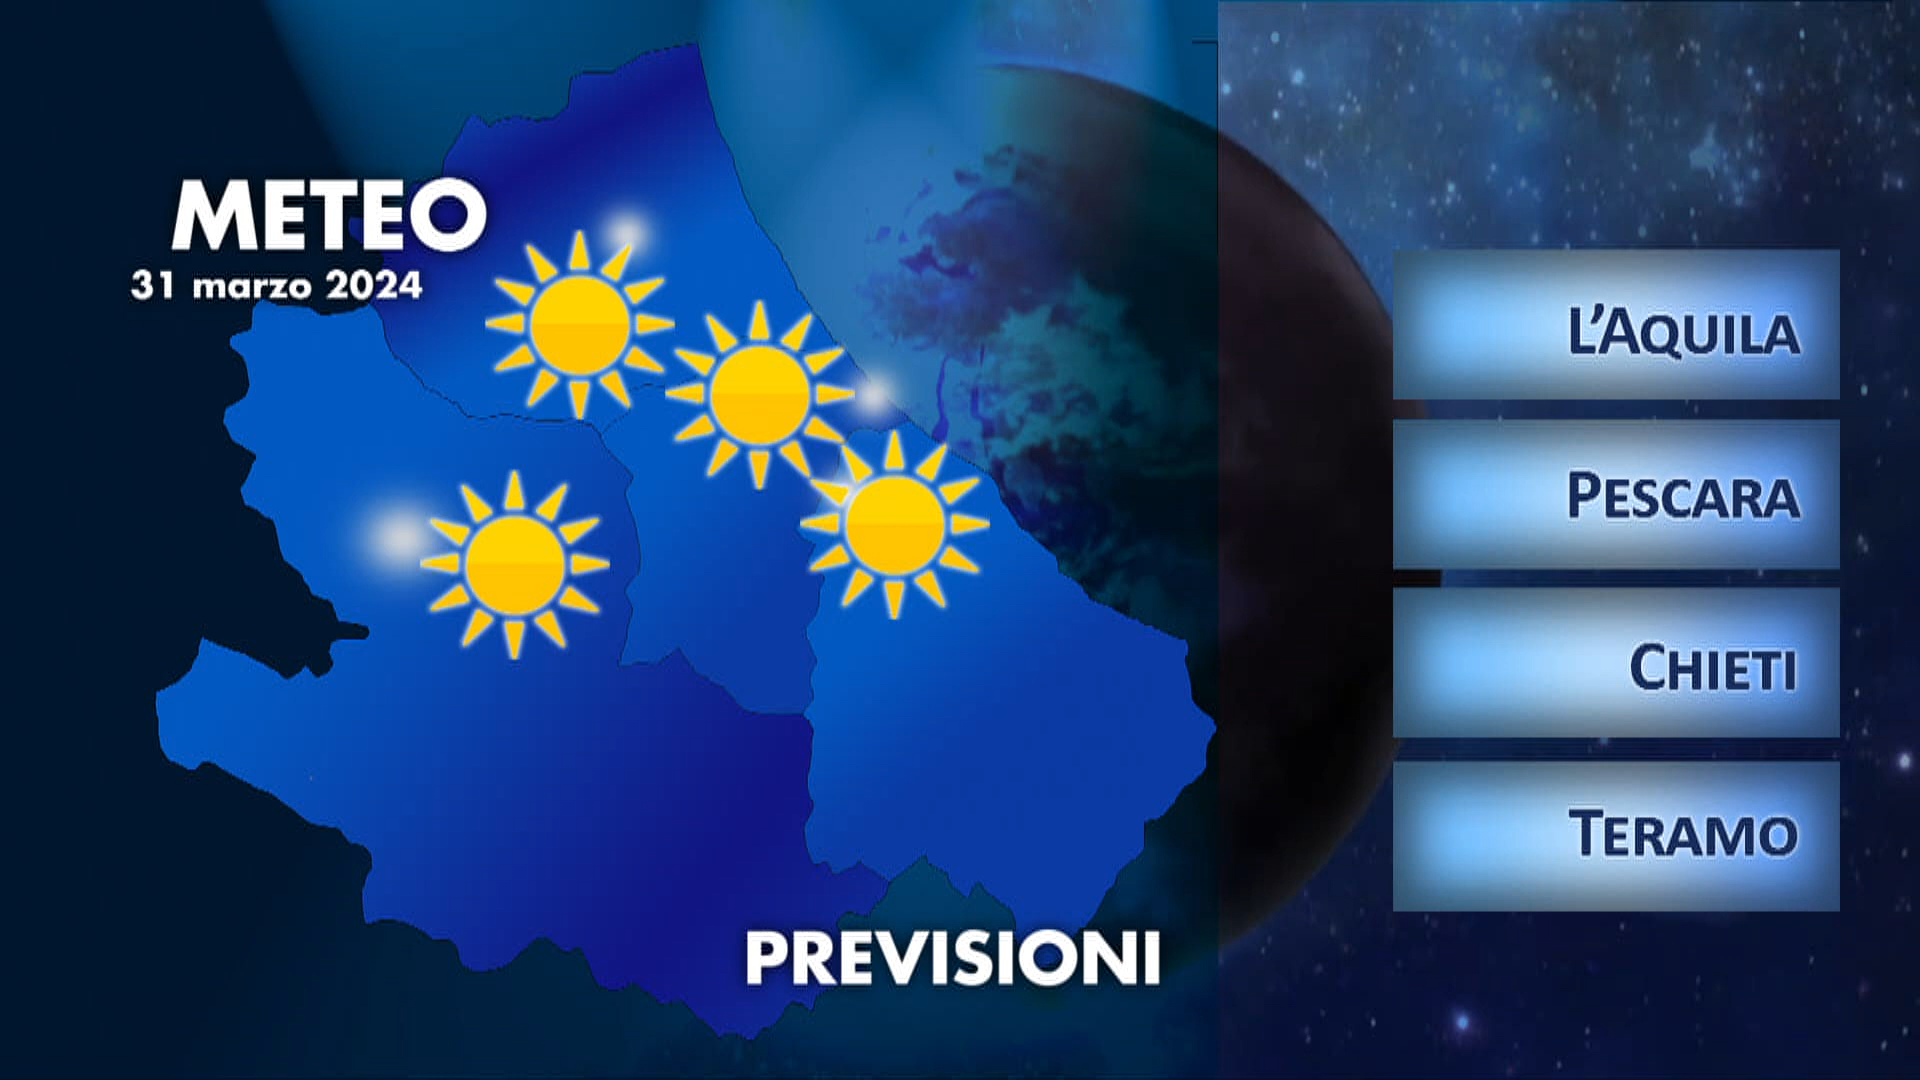 METEO
31 marzo 2024
L'AQUILA
PESCARA
CHIETI
TERAMO
PREVISIONI